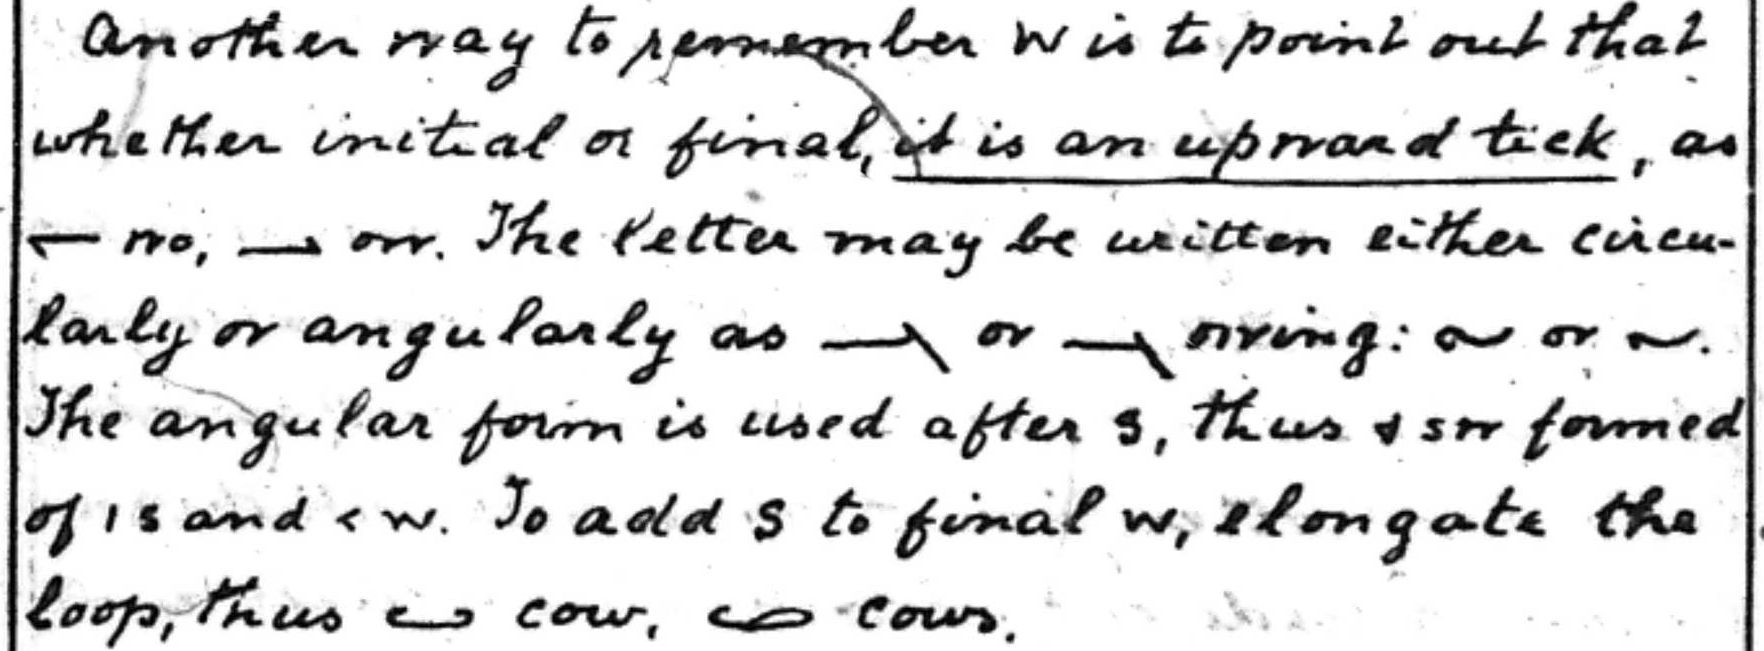 Another way to remember w is to point out that
whether initial or final, it is an upward tick, as
wo, ow. The letter may be written either circu-
larly or angularly as or owing: or .
The angular form is used after s, thus sw formed
of s and w. To add S to final w, elongate the
loop, thus cow, cows.